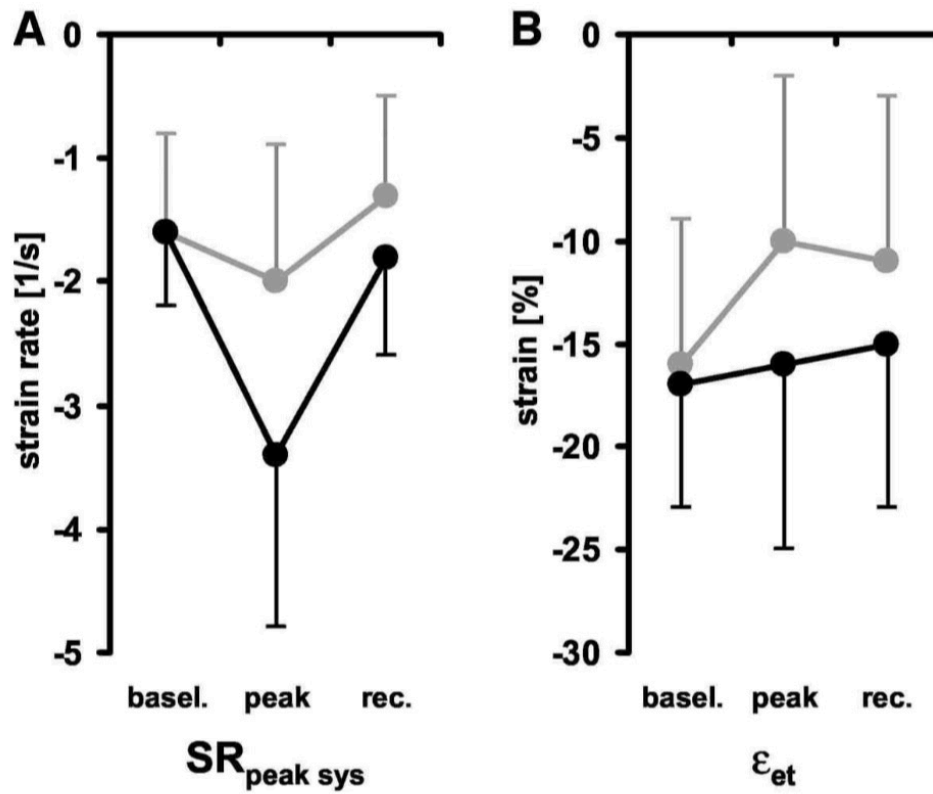 A
0
-1
-2
-3
-4
-5
strain rate [1/s]
basel. peak rec.
SRpeak sys
B
0
-5
-10
-15
-20
-25
-30
strain [%]
basel. peak rec.
εet